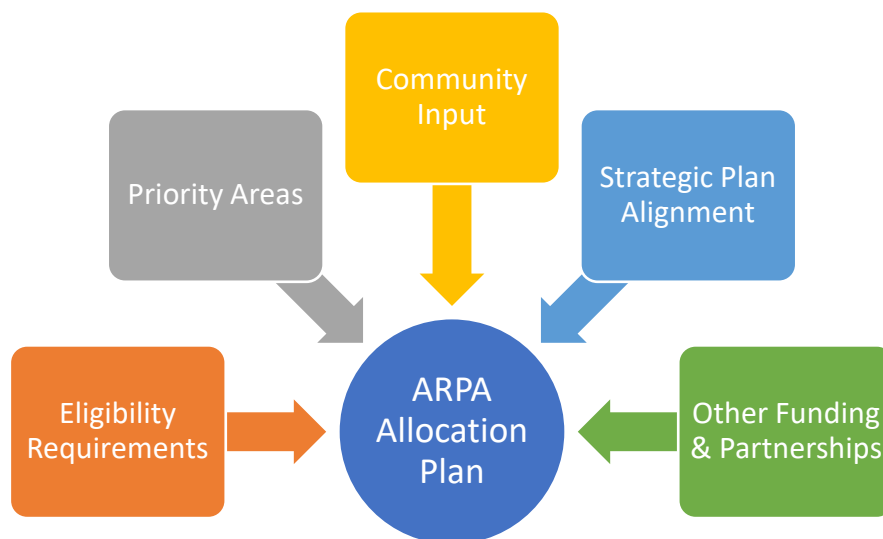 Community
Input
Priority Areas
Strategic Plan
Alignment
Eligibility
Requirements
ARPA
Allocation
Plan
Other Funding
& Partnerships